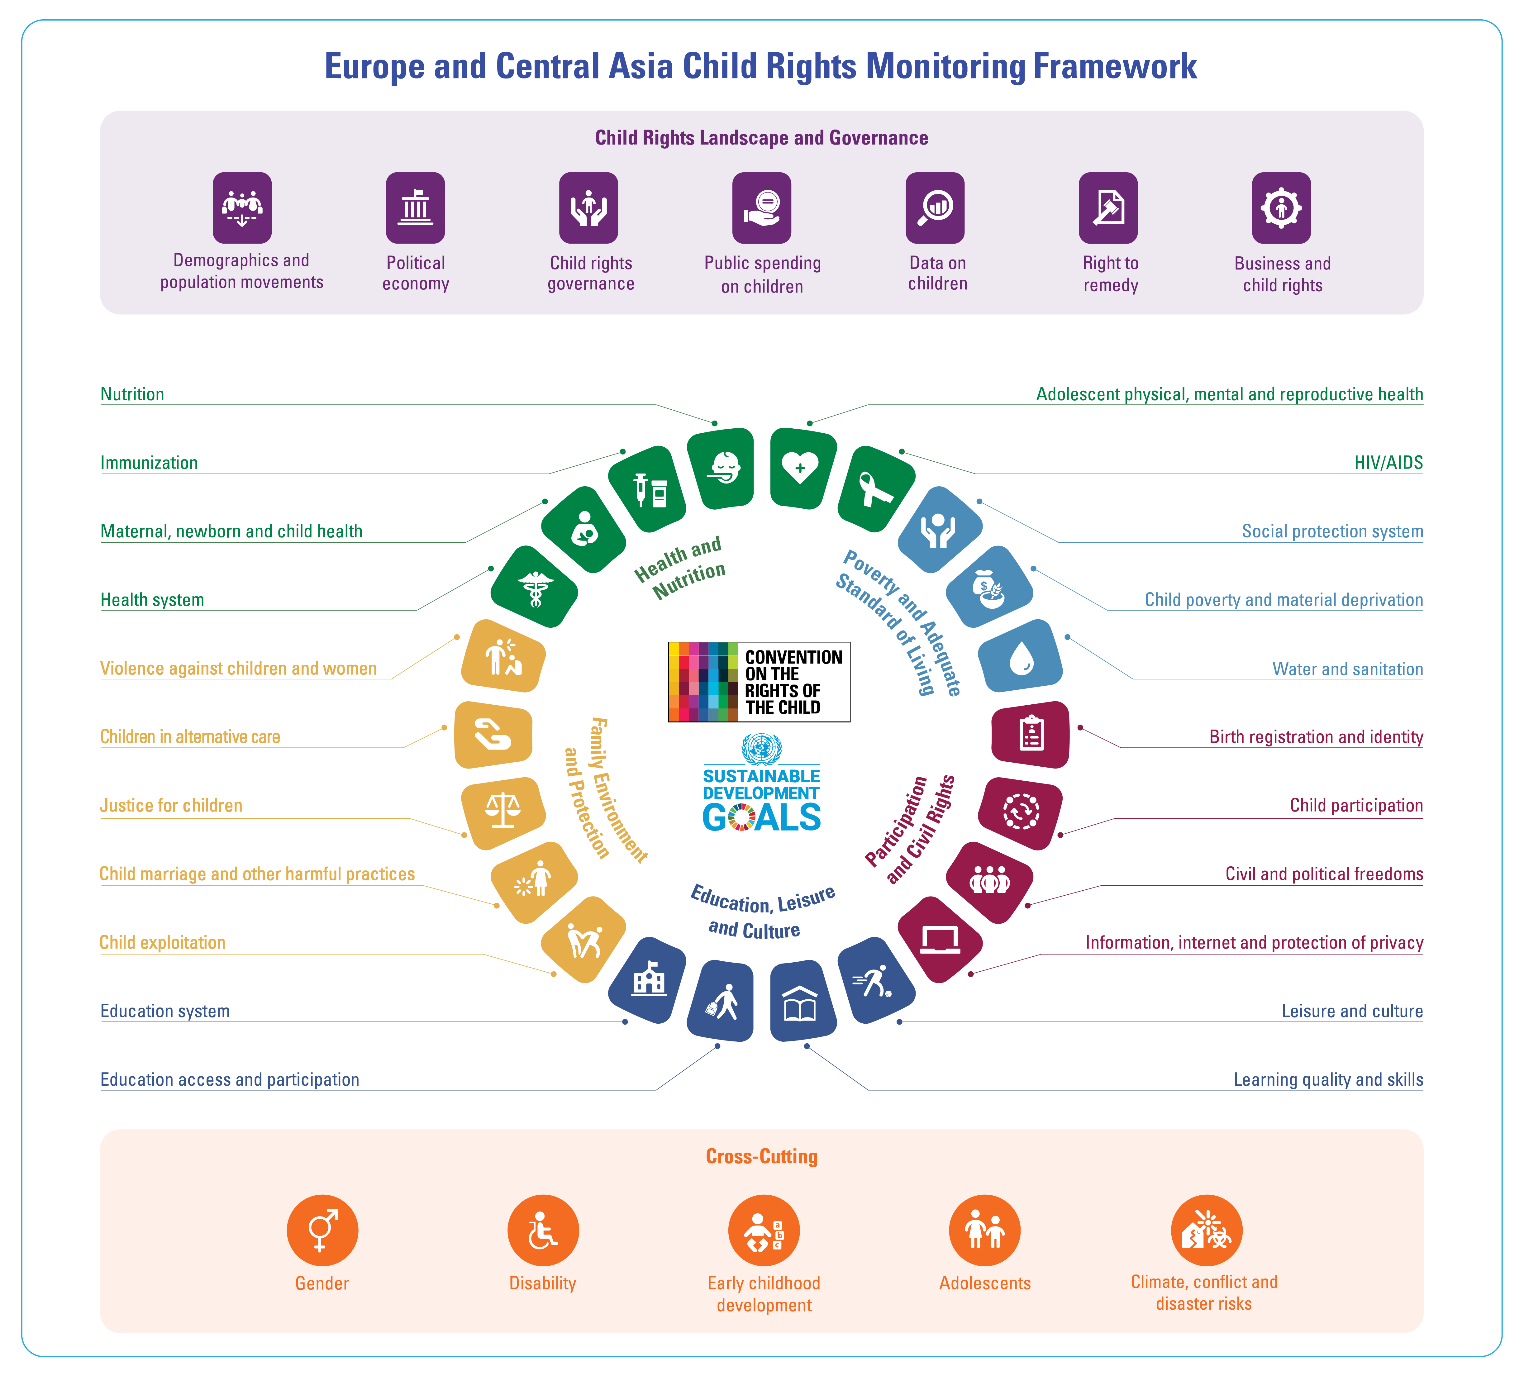 Europe and Central Asia Child Rights Monitoring Framework
Child Rights Landscape and Governance
Demographics and
population movements
Political
economy
Child rights
governance
Public spending
on children
Data on
children
Right to
remedy
Business and
child rights
Nutrition
Immunization
Maternal, newborn and child health
Health system
Violence against children and women
Children in alternative care
Justice for children
Child marriage and other harmful practices
Child exploitation
Education system
Education access and participation
Adolescent physical, mental and reproductive health
HIV/AIDS
Social protection system
Child poverty and material deprivation
Water and sanitation
Birth registration and identity
Child participation
Civil and political freedoms
Information, internet and protection of privacy
Leisure and culture
Learning quality and skills
Health and
Nutrition
Poverty and Adequate
Standard of Living
Family Environment
and Protection
Participation
and Civil Rights
Education, Leisure
and Culture
CONVENTION
ON THE
RIGHTS OF
THE CHILD
SUSTAINABLE
DEVELOPMENT
GOALS
$
Cross-Cutting
a
b
c
Gender
Disability
Early childhood
development
Adolescents
Climate, conflict and
disaster risks